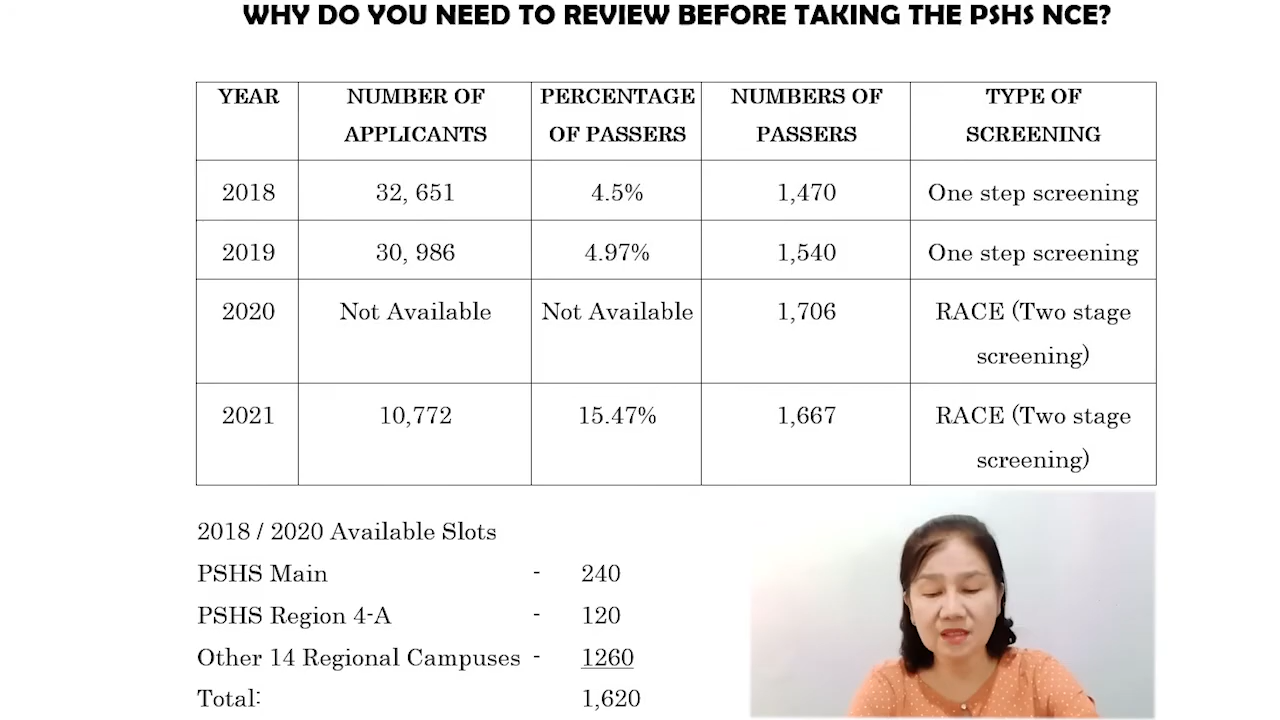 WHY DO YOU NEED TO REVIEW BEFORE TAKING THE PSHS NCE?
YEAR NUMBER OF APPLICANTS PERCENTAGE OF PASSERS NUMBERS OF PASSERS TYPE OF SCREENING
2018 32, 651 4.5% 1,470 One step screening
2019 30, 986 4.97% 1,540 One step screening
2020 Not Available Not Available 1,706 RACE (Two stage screening)
2021 10,772 15.47% 1,667 RACE (Two stage screening)
2018 / 2020 Available Slots
PSHS Main - 240
PSHS Region 4-A - 120
Other 14 Regional Campuses - 1260
Total: 1,620